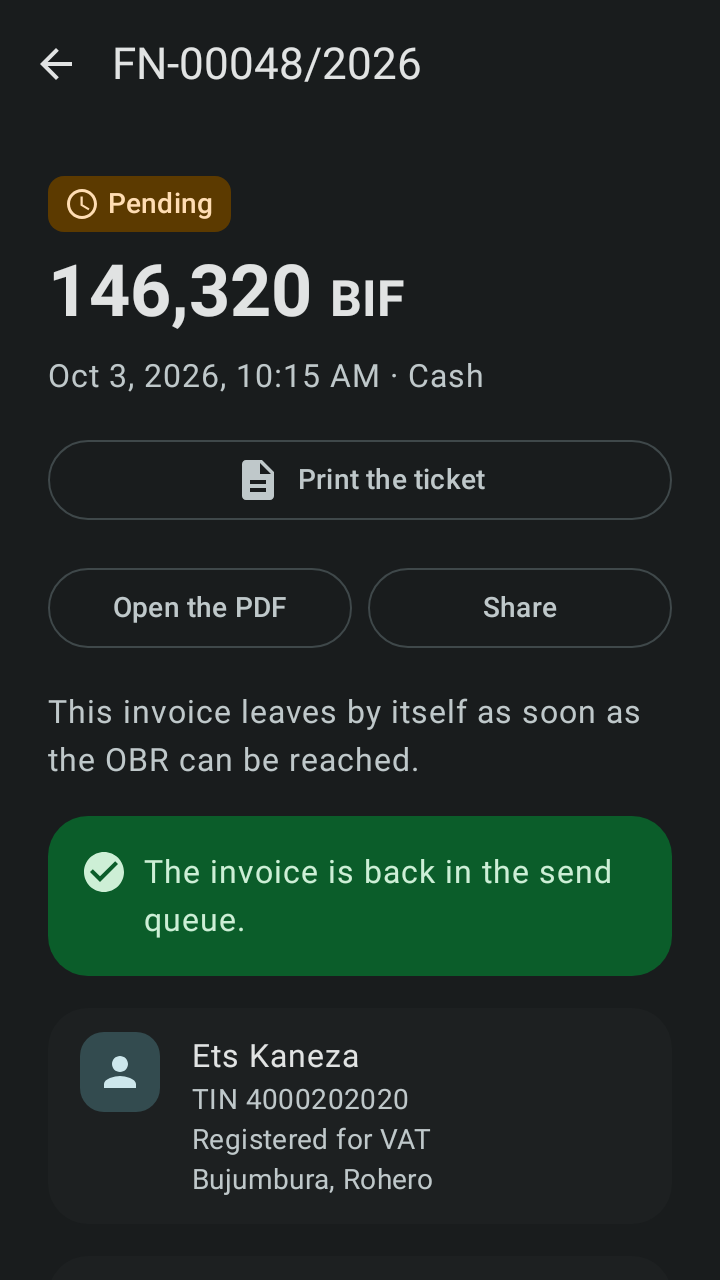 FN-00048/2026
Pending
146,320 BIF
Oct 3, 2026, 10:15 AM · Cash
Print the ticket
Open the PDF
Share
This invoice leaves by itself as soon as
the OBR can be reached.
The invoice is back in the send
queue.
Ets Kaneza
TIN 4000202020
Registered for VAT
Bujumbura, Rohero